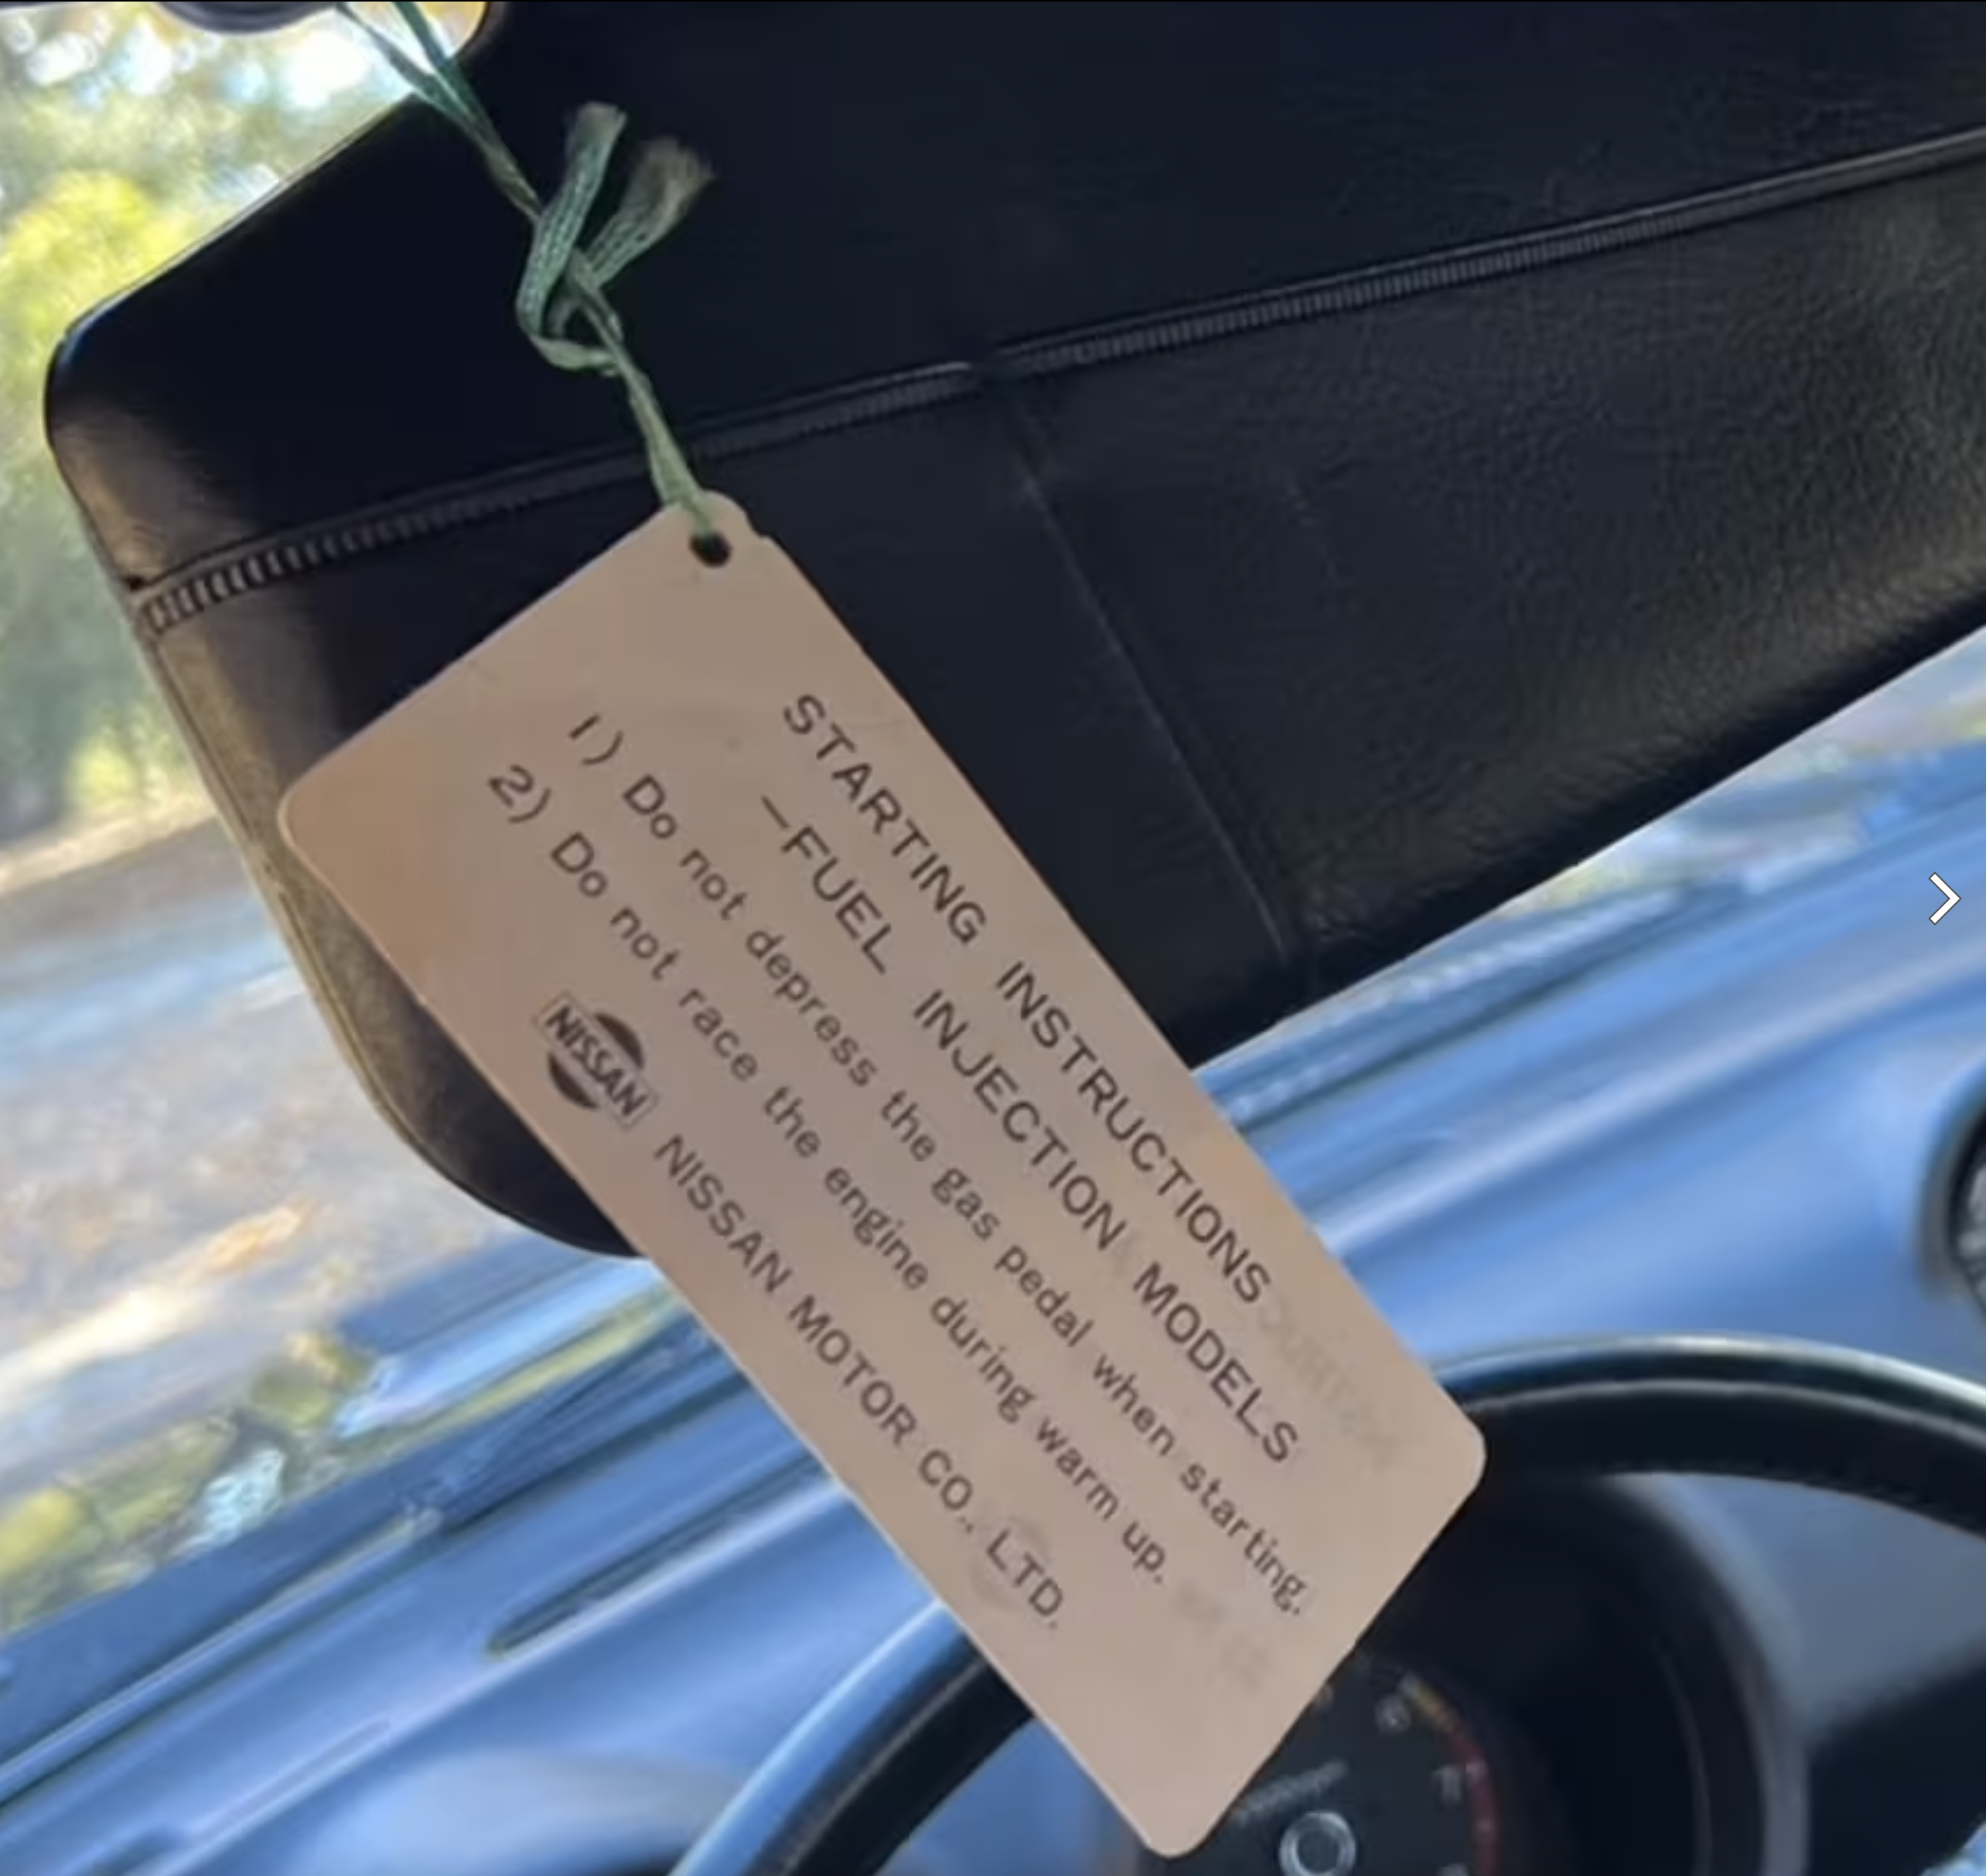 STARTING INSTRUCTIONS
—FUEL INJECTION MODELS
1) Do not depress the gas pedal when starting.
2) Do not race the engine during warm up.
NISSAN NISSAN MOTOR CO., LTD.